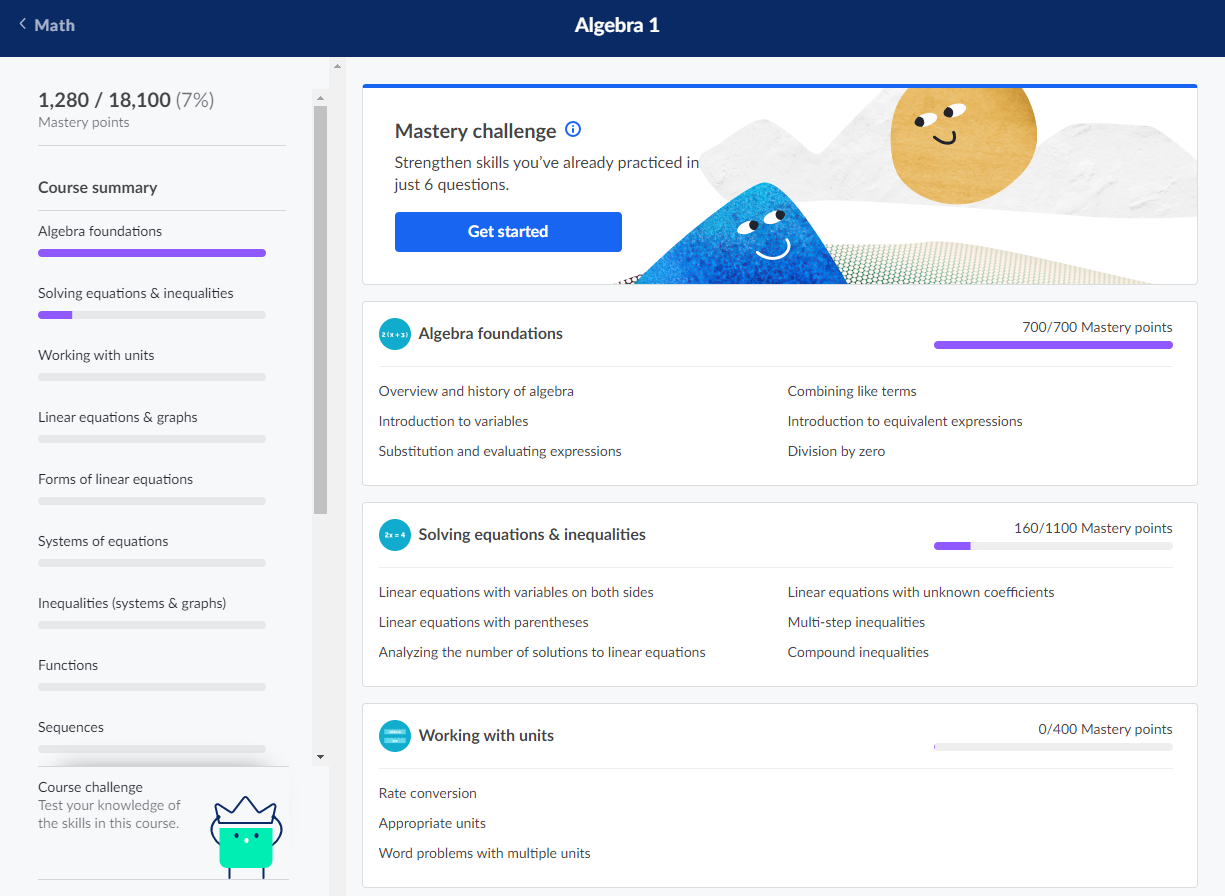 Math
Algebra 1
1,280 / 18,100 (7%)
Mastery points
Course summary
Algebra foundations
Solving equations & inequalities
Working with units
Linear equations & graphs
Forms of linear equations
Systems of equations
Inequalities (systems & graphs)
Functions
Sequences
Course challenge
Test your knowledge of
the skills in this course.
Mastery challenge
Strengthen skills you’ve already practiced in
just 6 questions.
Get started
2(x+3)
Algebra foundations
700/700 Mastery points
Overview and history of algebra
Introduction to variables
Substitution and evaluating expressions
Combining like terms
Introduction to equivalent expressions
Division by zero
2x = 4
Solving equations & inequalities
160/1100 Mastery points
Linear equations with variables on both sides
Linear equations with parentheses
Analyzing the number of solutions to linear equations
Linear equations with unknown coefficients
Multi-step inequalities
Compound inequalities
Working with units
0/400 Mastery points
Rate conversion
Appropriate units
Word problems with multiple units